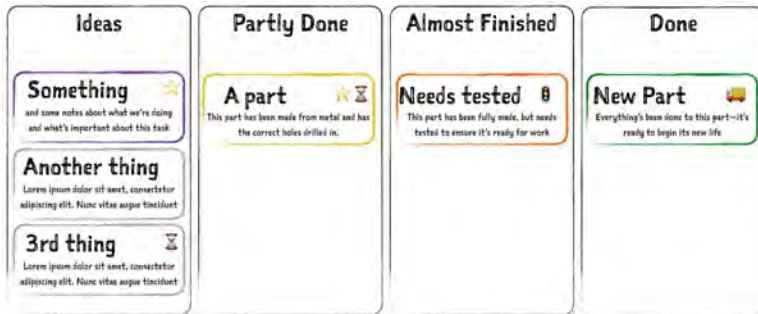 Ideas
Something
and some notes about what we're doing
and what's important about this task
Another thing
Lorem ipsum dolor sit amet, consectetor
adipiscing elit. Nunc vitae augue tincidunt
3rd thing
Lorem ipsum dolor sit amet, consectetor
adipiscing elit. Nunc vitae augue tincidunt
Partly Done
A part
This part has been made from metal and has
the correct holes drilled in.
Almost Finished
Needs tested
This part has been fully made, but needs
tested to ensure it's ready for work
Done
New Part
Everything's been done to this part—it's
ready to begin its new life